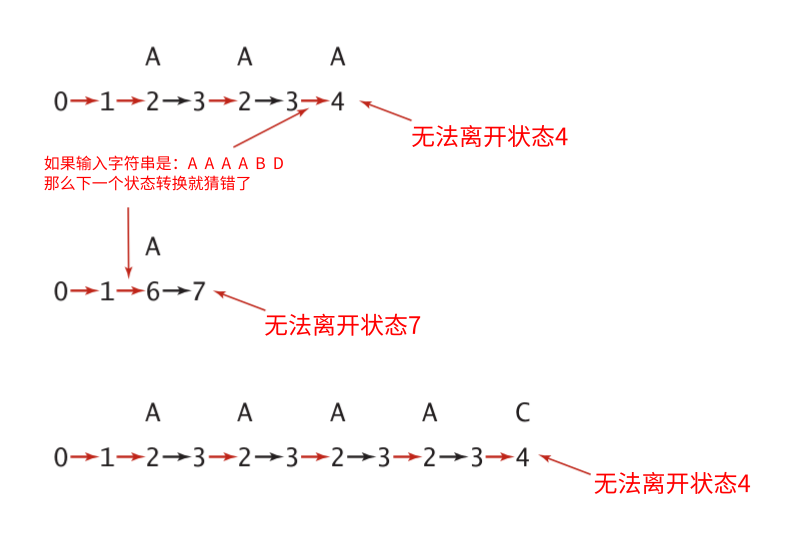 A A A
0→1→2→3→2→3→4
无法离开状态4
如果输入字符串是：A A A A B D
那么下一个状态转换就猜错了
A
0→1→6→7
无法离开状态7
A A A A C
0→1→2→3→2→3→2→3→2→3→4
无法离开状态4